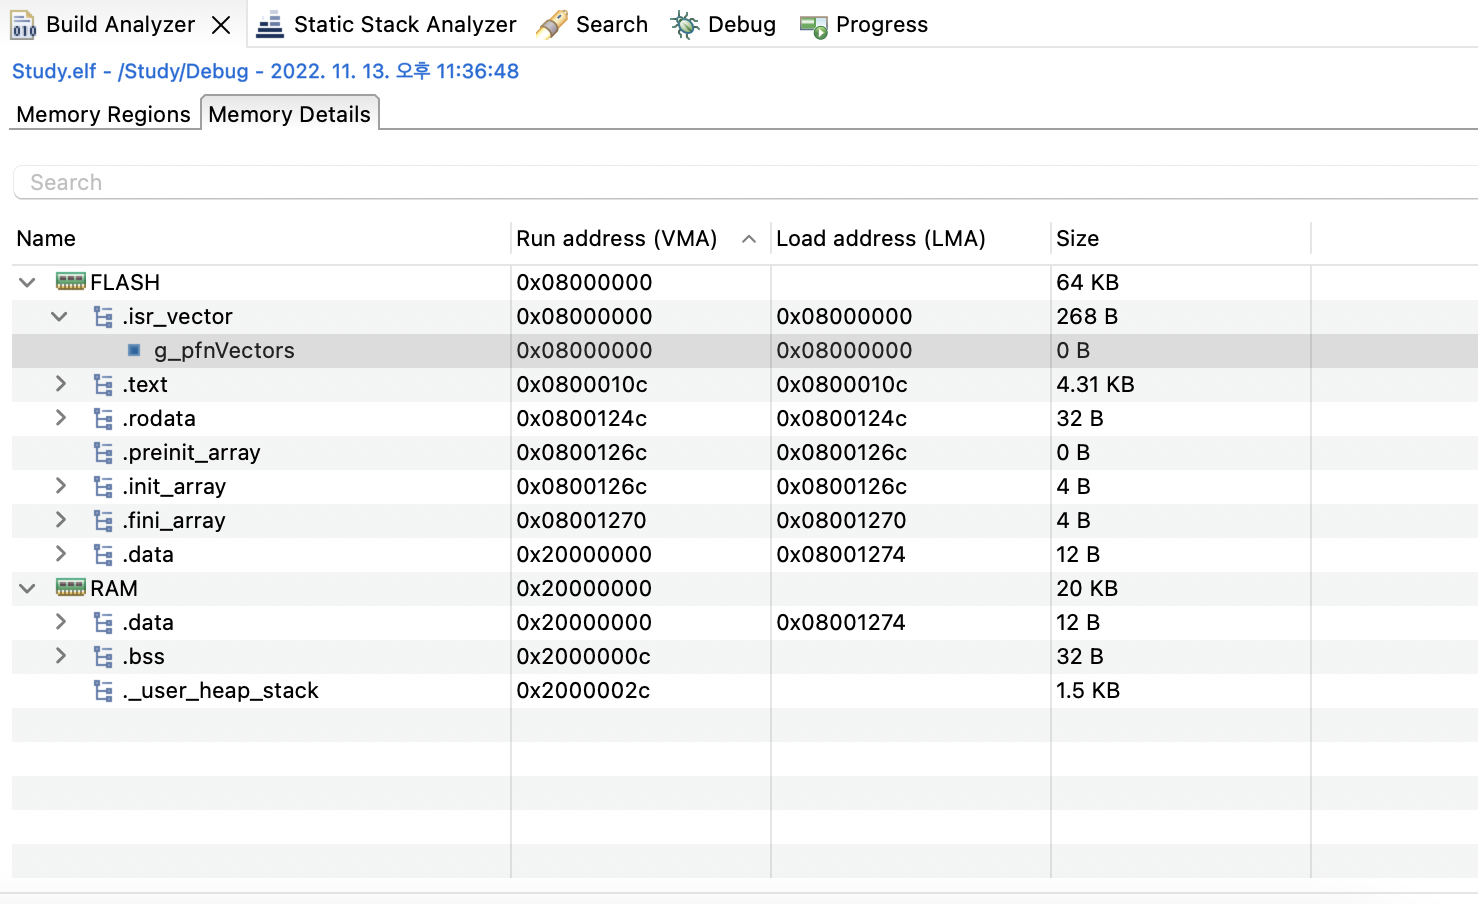 Build Analyzer Static Stack Analyzer Search Debug Progress
Study.elf - /Study/Debug - 2022. 11. 13. 오후 11:36:48
Memory Regions Memory Details
Search
Name Run address (VMA) Load address (LMA) Size
FLASH 0x08000000 64 KB
.isr_vector 0x08000000 0x08000000 268 B
g_pfnVectors 0x08000000 0x08000000 0 B
.text 0x0800010c 0x0800010c 4.31 KB
.rodata 0x0800124c 0x0800124c 32 B
.preinit_array 0x0800126c 0x0800126c 0 B
.init_array 0x0800126c 0x0800126c 4 B
.fini_array 0x08001270 0x08001270 4 B
.data 0x20000000 0x08001274 12 B
RAM 0x20000000 20 KB
.data 0x20000000 0x08001274 12 B
.bss 0x2000000c 32 B
._user_heap_stack 0x2000002c 1.5 KB